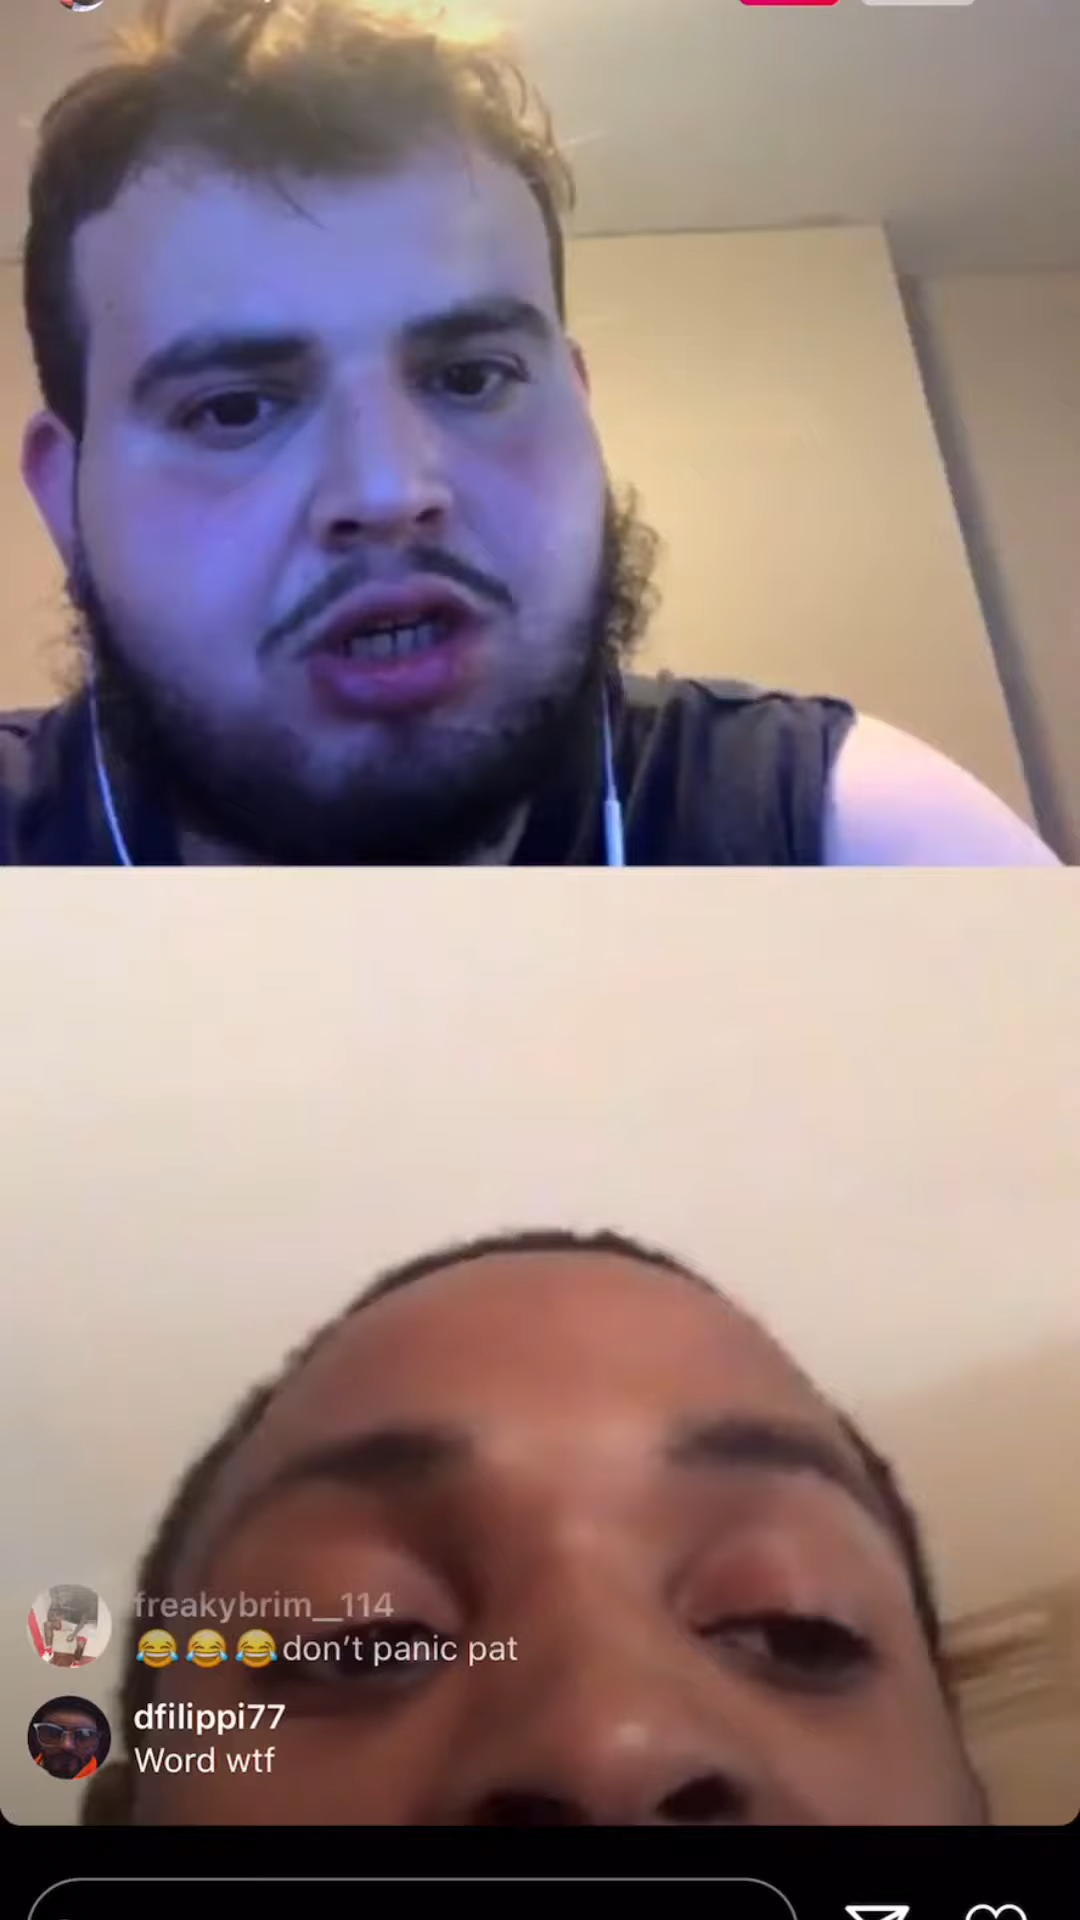 freakybrim__114
😂😂😂don’t panic pat
dfilippi77
Word wtf